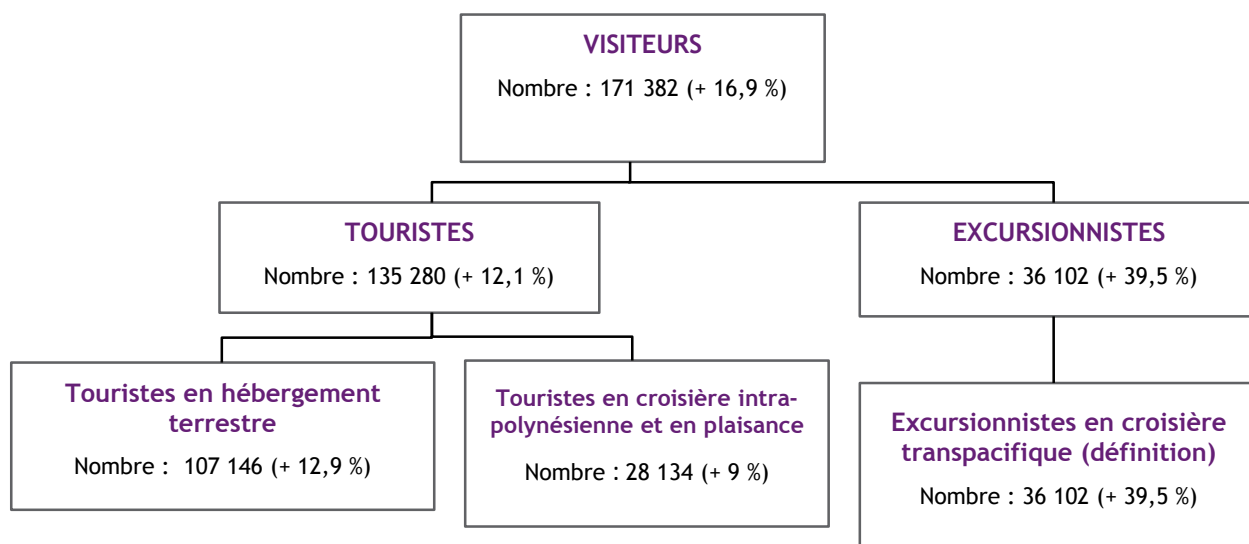 VISITEURS
Nombre : 171 382 (+ 16,9 %)
TOURISTES
Nombre : 135 280 (+ 12,1 %)
EXCURSIONNISTES
Nombre : 36 102 (+ 39,5 %)
Touristes en hébergement
terrestre
Nombre : 107 146 (+ 12,9 %)
Touristes en croisière intra-
polynésienne et en plaisance
Nombre : 28 134 (+ 9 %)
Excursionnistes en croisière
transpacifique (définition)
Nombre : 36 102 (+ 39,5 %)